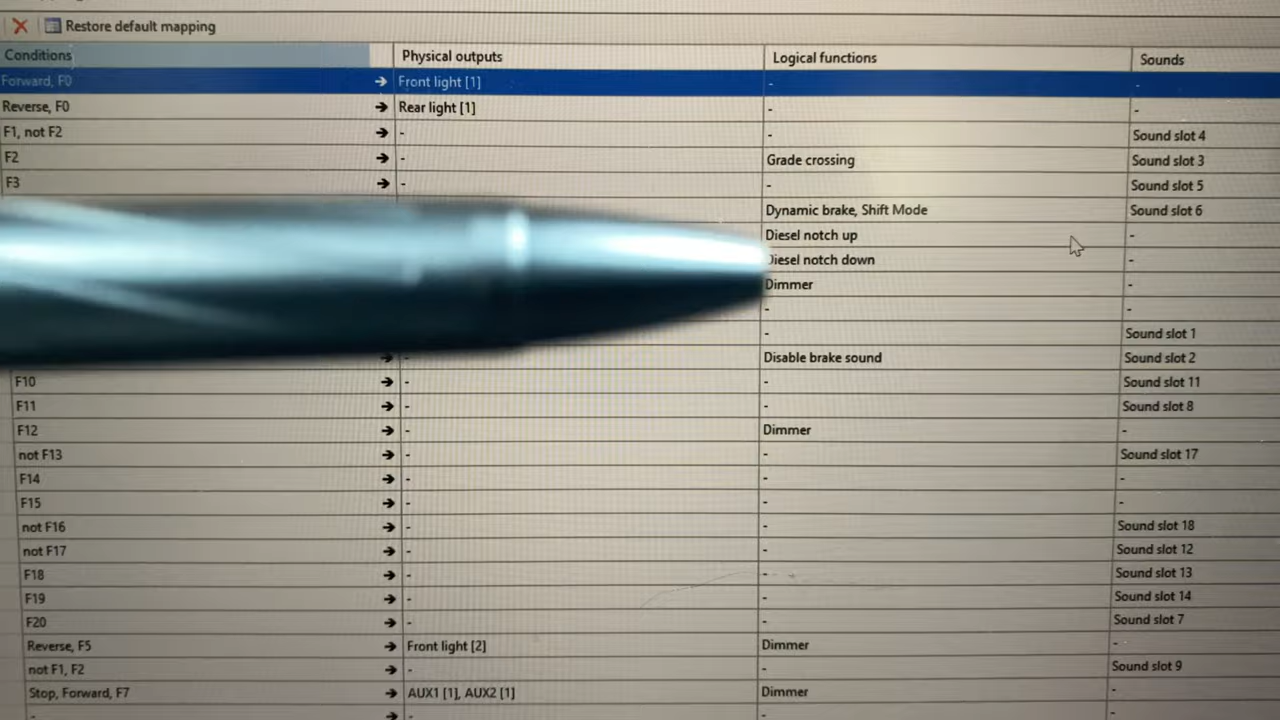 Restore default mapping
Conditions Physical outputs Logical functions Sounds
Forward, F0 → Front light [1] - -
Reverse, F0 → Rear light [1] - -
F1, not F2 → - - Sound slot 4
F2 → - Grade crossing Sound slot 3
F3 → - - Sound slot 5
Dynamic brake, Shift Mode Sound slot 6
Diesel notch up -
Diesel notch down -
Dimmer -
- -
- Sound slot 1
→ - Disable brake sound Sound slot 2
F10 → - - Sound slot 11
F11 → - - Sound slot 8
F12 → - Dimmer -
not F13 → - - Sound slot 17
F14 → - - -
F15 → - - -
not F16 → - - Sound slot 18
not F17 → - - Sound slot 12
F18 → - - Sound slot 13
F19 → - - Sound slot 14
F20 → - - Sound slot 7
Reverse, F5 → Front light [2] Dimmer -
not F1, F2 → - - Sound slot 9
Stop, Forward, F7 → AUX1 [1], AUX2 [1] Dimmer -
- → - - -